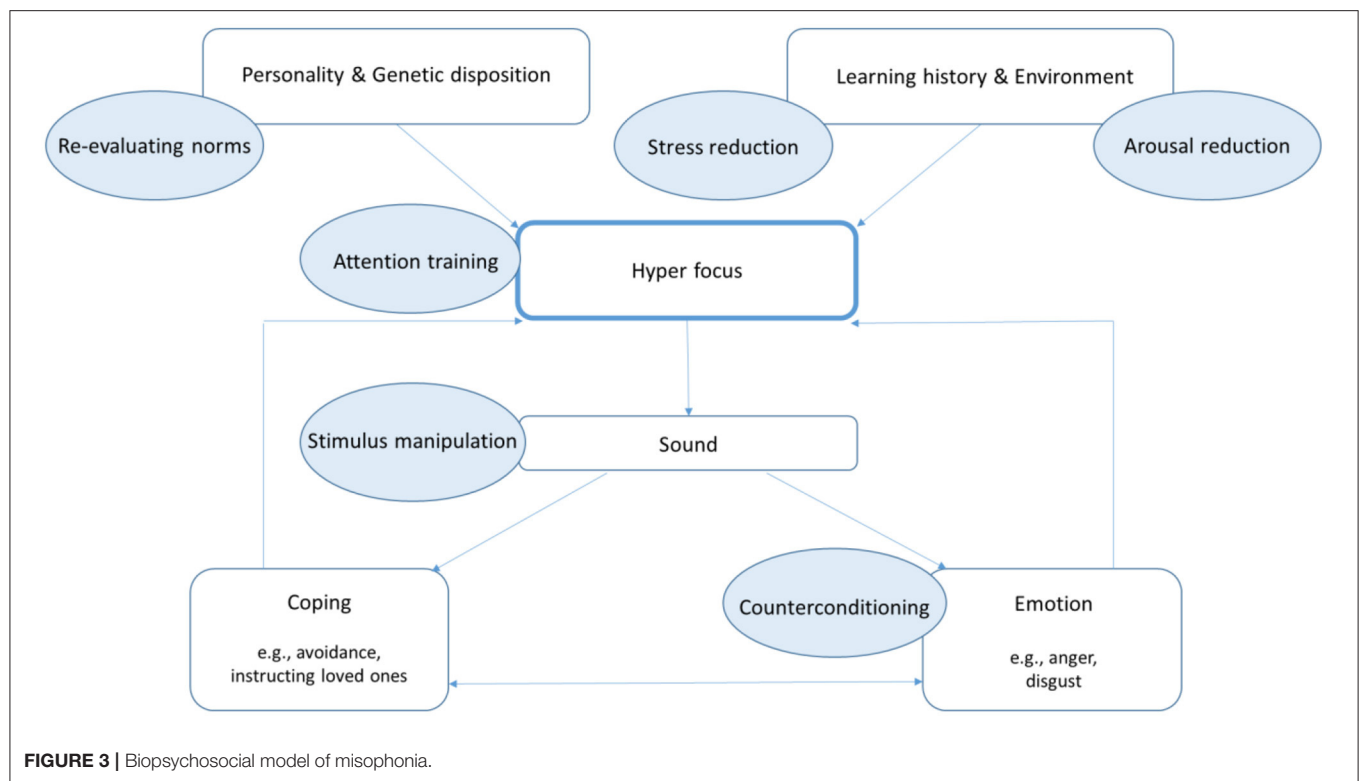 Personality & Genetic disposition
Learning history & Environment
Re-evaluating norms
Stress reduction
Arousal reduction
Attention training
Hyper focus
Stimulus manipulation
Sound
Coping
e.g., avoidance,
instructing loved ones
Counterconditioning
Emotion
e.g., anger,
disgust
FIGURE 3 | Biopsychosocial model of misophonia.